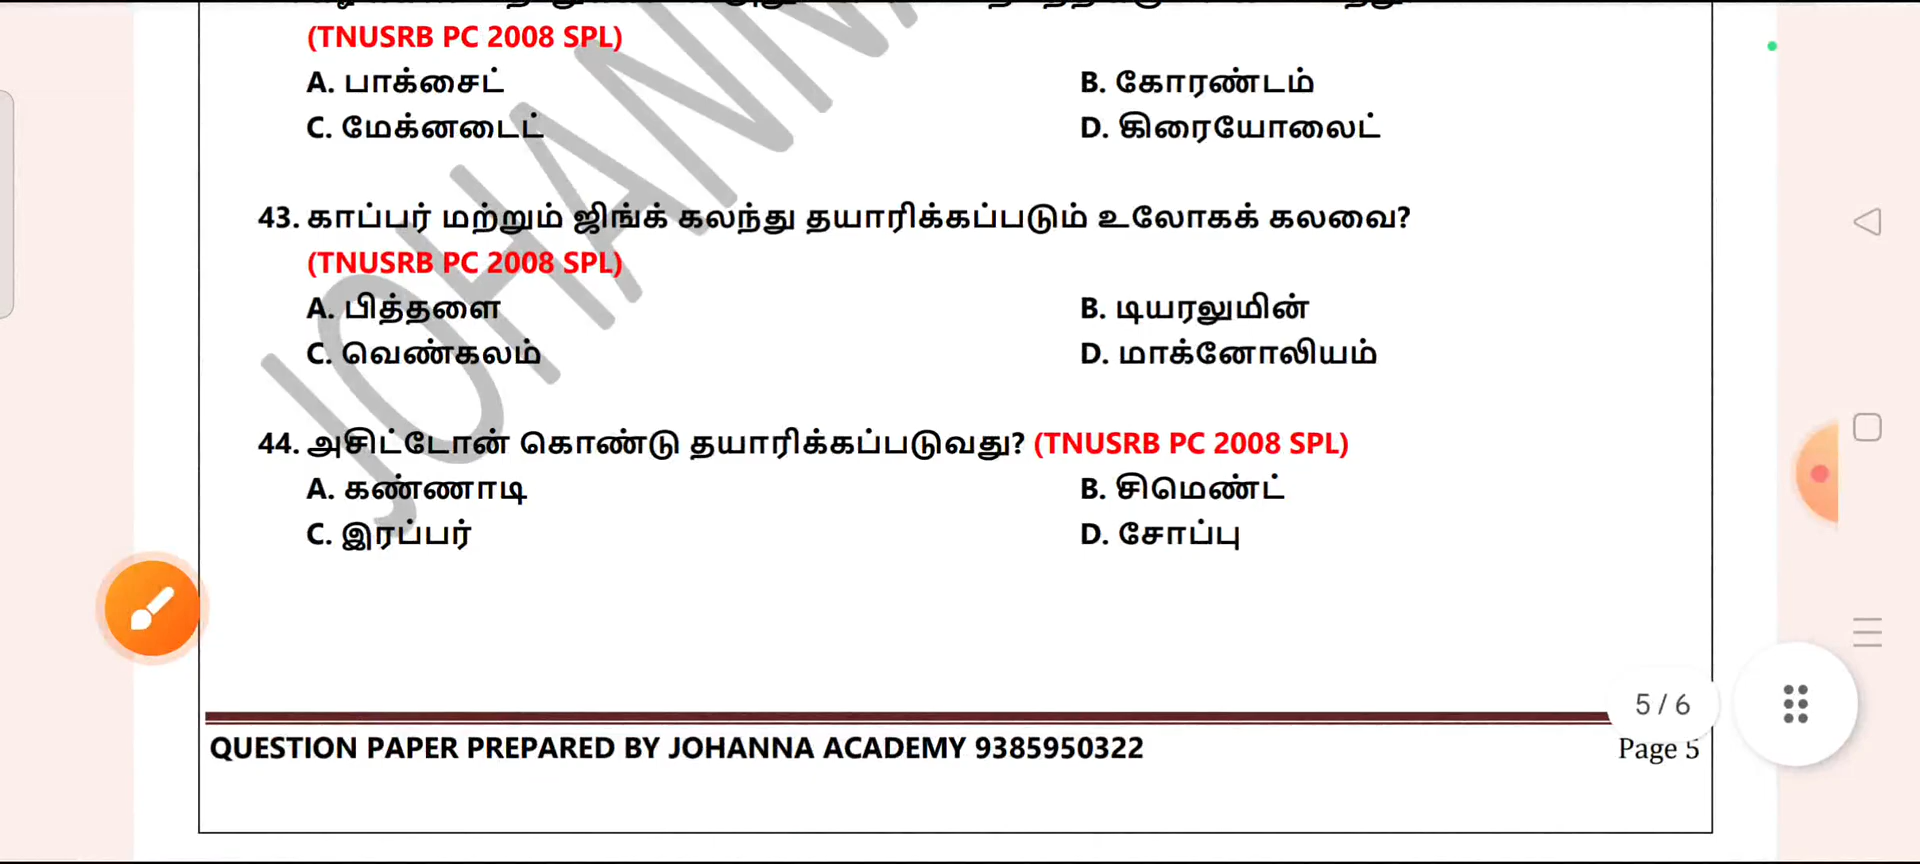 (TNUSRB PC 2008 SPL)
A. பாக்சைட் B. கோரண்டம்
C. மேக்னடைட் D. கிரையோலைட்
43. காப்பர் மற்றும் ஜிங்க் கலந்து தயாரிக்கப்படும் உலோகக் கலவை?
(TNUSRB PC 2008 SPL)
A. பித்தளை B. டியரலுமின்
C. வெண்கலம் D. மாக்னோலியம்
44. அசிட்டோன் கொண்டு தயாரிக்கப்படுவது? (TNUSRB PC 2008 SPL)
A. கண்ணாடி B. சிமெண்ட்
C. இரப்பர் D. சோப்பு
5 / 6
QUESTION PAPER PREPARED BY JOHANNA ACADEMY 9385950322 Page 5